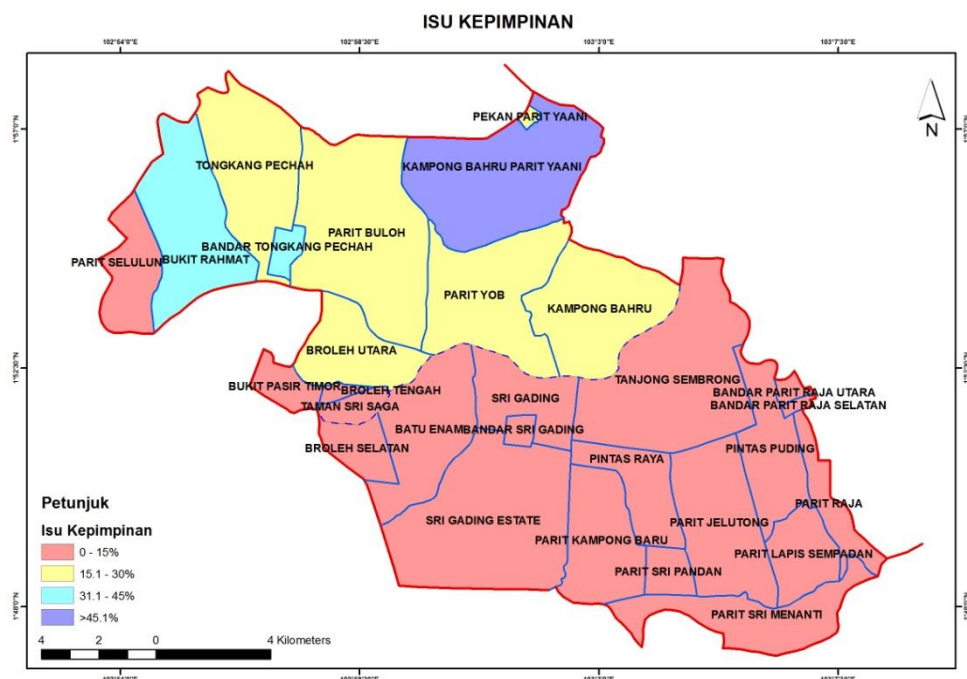 ISU KEPIMPINAN
102°54'0"E
102°58'30"E
103°3'0"E
103°7'30"E
N
PEKAN PARIT YAANI
TONGKANG PECHAH
KAMPONG BAHRU PARIT YAANI
PARIT BULOH
BANDAR TONGKANG PECHAH
PARIT SELULUN
BUKIT RAHMAT
PARIT YOB
KAMPONG BAHRU
BROLEH UTARA
BUKIT PASIR TIMOR
BROLEH TENGAH
TANJONG SEMBRONG
BANDAR PARIT RAJA UTARA
BANDAR PARIT RAJA SELATAN
TAMAN SRI SAGA
SRI GADING
BATU ENAM
BANDAR SRI GADING
BROLEH SELATAN
PINTAS RAYA
PINTAS PUDING
PARIT RAJA
SRI GADING ESTATE
PARIT JELUTONG
PARIT KAMPONG BARU
PARIT LAPIS SEMPADAN
PARIT SRI PANDAN
PARIT SRI MENANTI
Petunjuk
Isu Kepimpinan
0 - 15%
15.1 - 30%
31.1 - 45%
>45.1%
4 2 0 4 Kilometers